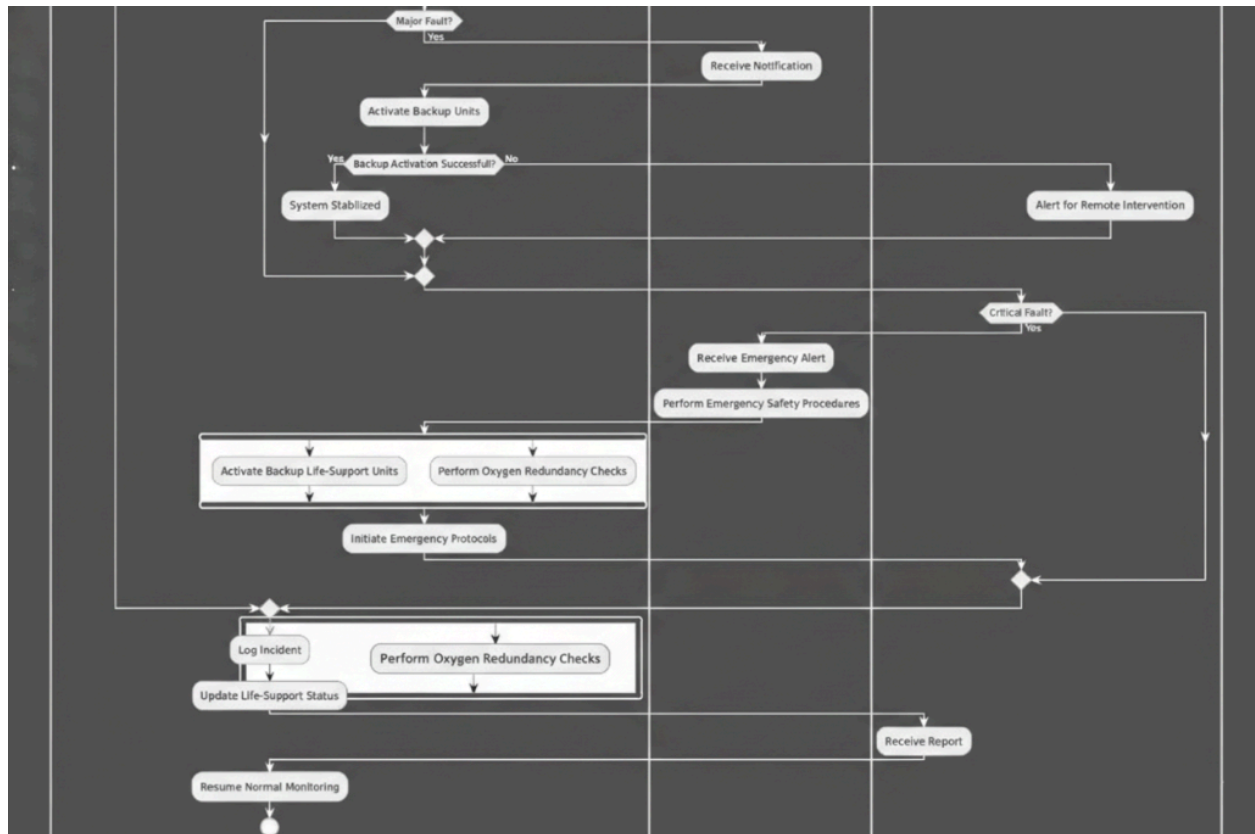 Major Fault?
Yes
Receive Notification
Activate Backup Units
Yes
Backup Activation Successful?
No
System Stabilized
Alert for Remote Intervention
Critical Fault?
Yes
Receive Emergency Alert
Perform Emergency Safety Procedures
Activate Backup Life-Support Units
Perform Oxygen Redundancy Checks
Initiate Emergency Protocols
Log Incident
Perform Oxygen Redundancy Checks
Update Life-Support Status
Receive Report
Resume Normal Monitoring